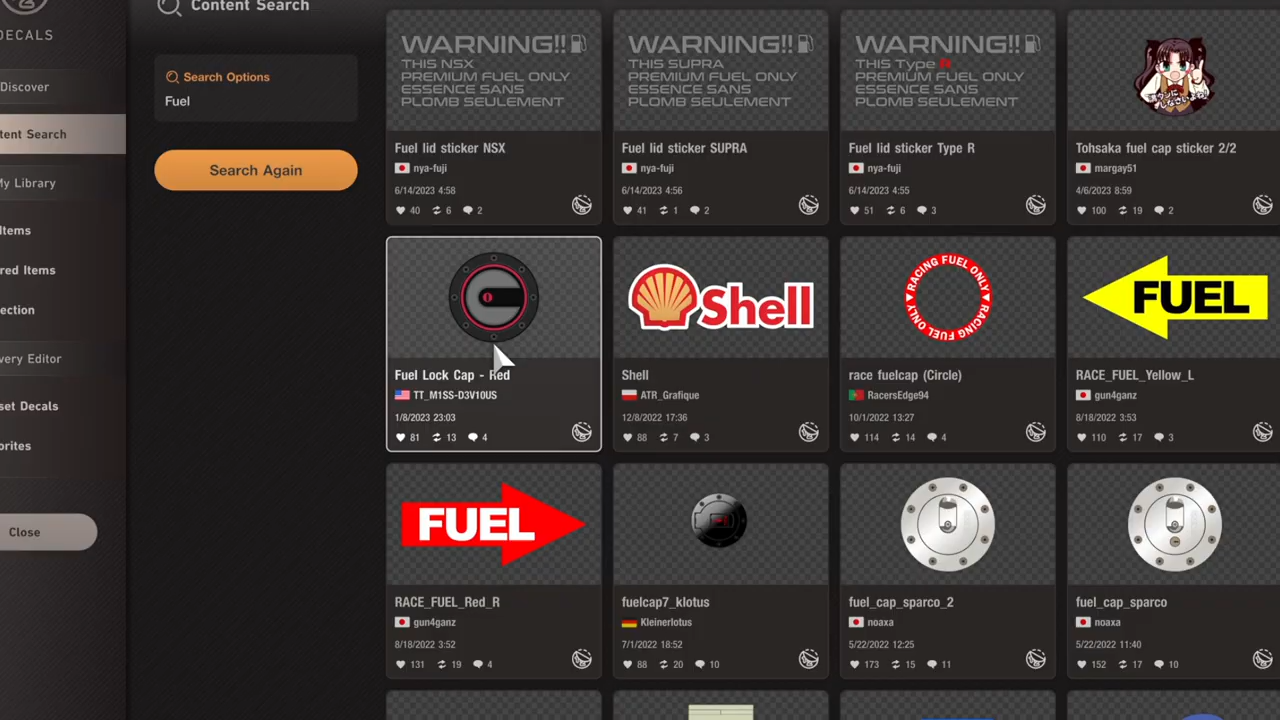 DECALS
Discover
tent Search
My Library
Items
red Items
ection
very Editor
set Decals
orites
Close
Content Search
Search Options
Fuel
Search Again
WARNING!!
THIS NSX
PREMIUM FUEL ONLY
ESSENCE SANS
PLOMB SEULEMENT
Fuel lid sticker NSX
nya-fuji
6/14/2023 4:58
40 6 2
WARNING!!
THIS SUPRA
PREMIUM FUEL ONLY
ESSENCE SANS
PLOMB SEULEMENT
Fuel lid sticker SUPRA
nya-fuji
6/14/2023 4:56
41 1 2
WARNING!!
THIS Type R
PREMIUM FUEL ONLY
ESSENCE SANS
PLOMB SEULEMENT
Fuel lid sticker Type R
nya-fuji
6/14/2023 4:55
51 6 3
Tohsaka fuel cap sticker 2/2
margay51
4/6/2023 8:59
100 19 2
Fuel Lock Cap - Red
TT_M1SS-D3V10US
1/8/2023 23:03
81 13 4
Shell
Shell
ATR_Grafique
12/8/2022 17:36
88 7 3
RACING FUEL ONLY
RACING FUEL ONLY
race fuelcap (Circle)
RacersEdge94
10/1/2022 13:27
114 14 4
FUEL
RACE_FUEL_Yellow_L
gun4ganz
8/18/2022 3:53
110 17 3
FUEL
RACE_FUEL_Red_R
gun4ganz
8/18/2022 3:52
131 19 4
fuelcap7_klotus
Kleinerlotus
7/1/2022 18:52
88 20 10
fuel_cap_sparco_2
noaxa
5/22/2022 12:25
173 15 11
fuel_cap_sparco
noaxa
5/22/2022 11:40
152 17 10